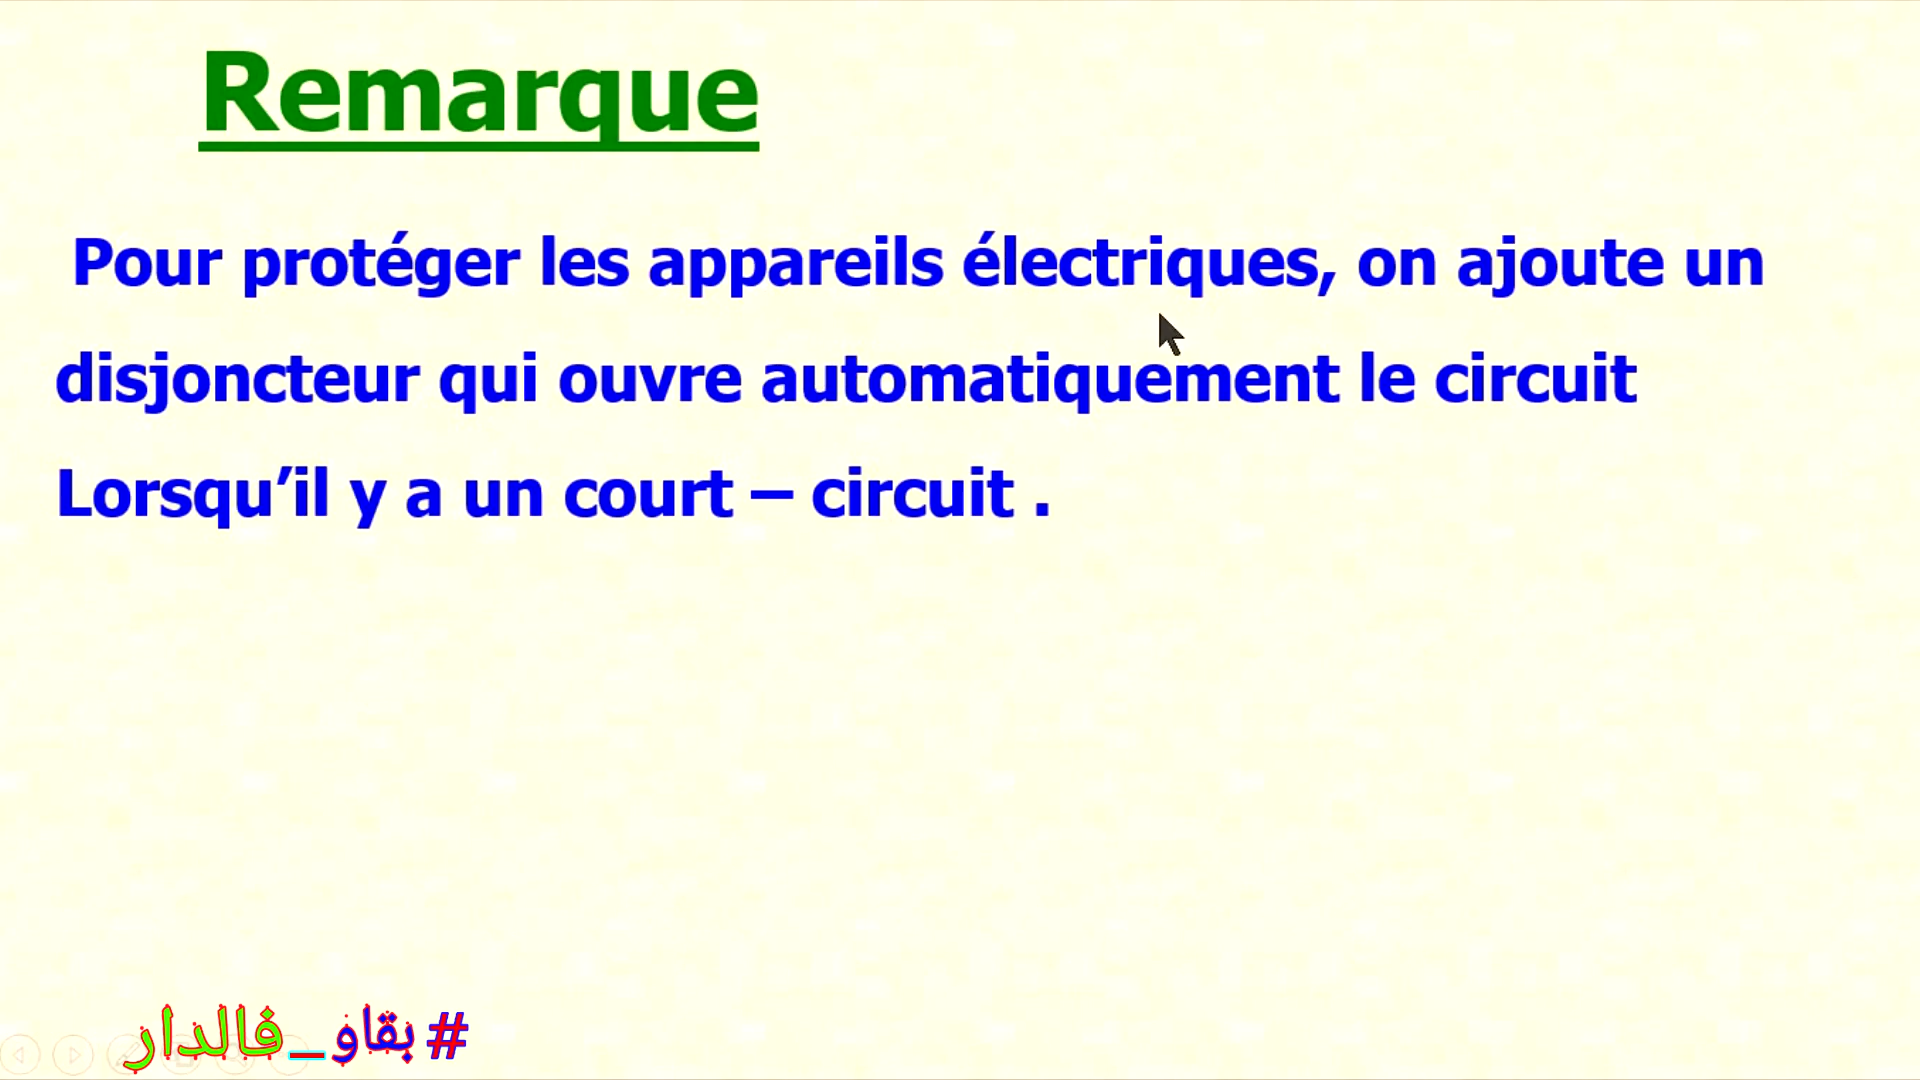 Remarque
Pour protéger les appareils électriques, on ajoute un
disjoncteur qui ouvre automatiquement le circuit
Lorsqu’il y a un court – circuit .
#بقاو_فالدار